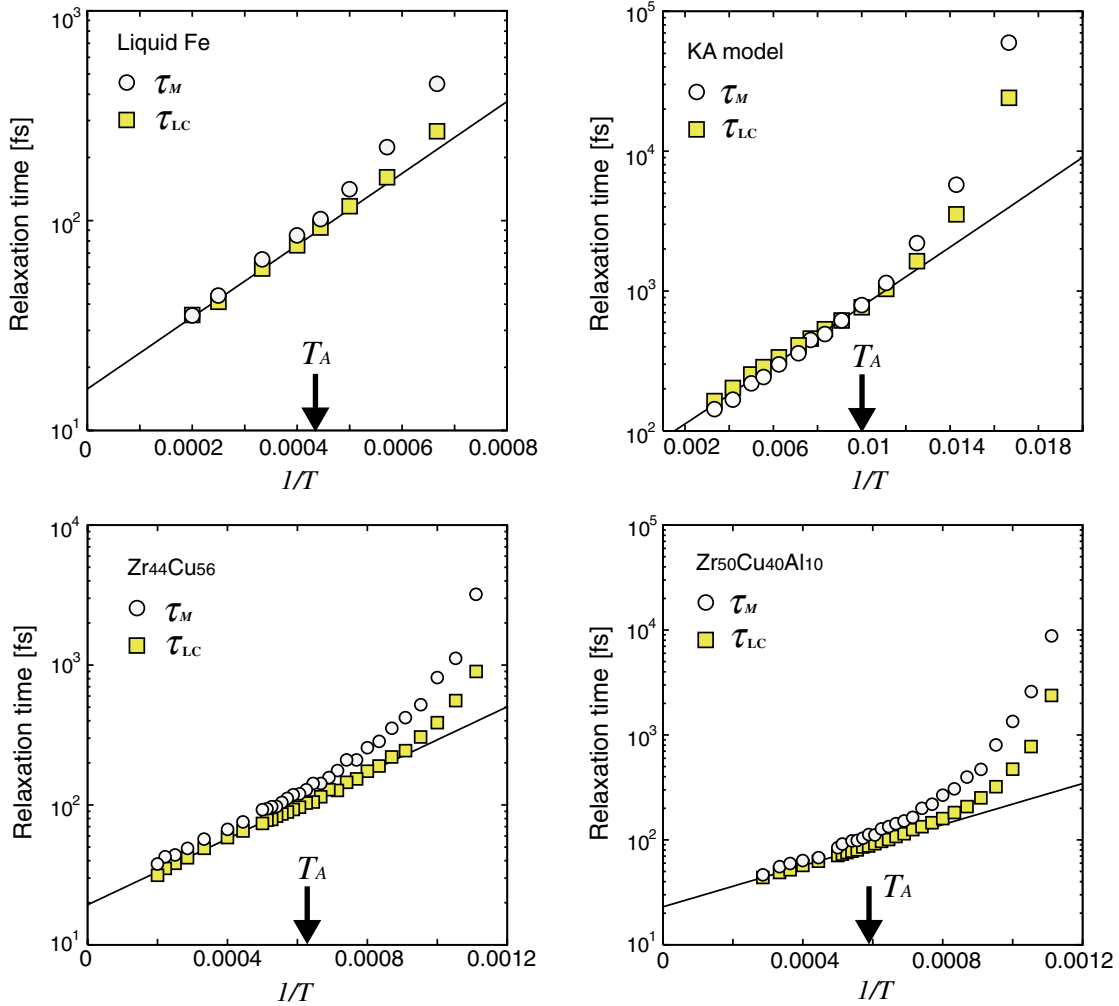 Liquid Fe
τM
τLC
Relaxation time [fs]
10³
10²
10¹
TA
0 0.0002 0.0004 0.0006 0.0008
1/T
KA model
τM
τLC
Relaxation time [fs]
10⁵
10⁴
10³
10²
TA
0.002 0.006 0.01 0.014 0.018
1/T
Zr44Cu56
τM
τLC
Relaxation time [fs]
10⁴
10³
10²
10¹
TA
0 0.0004 0.0008 0.0012
1/T
Zr50Cu40Al10
τM
τLC
Relaxation time [fs]
10⁵
10⁴
10³
10²
10¹
TA
0 0.0004 0.0008 0.0012
1/T